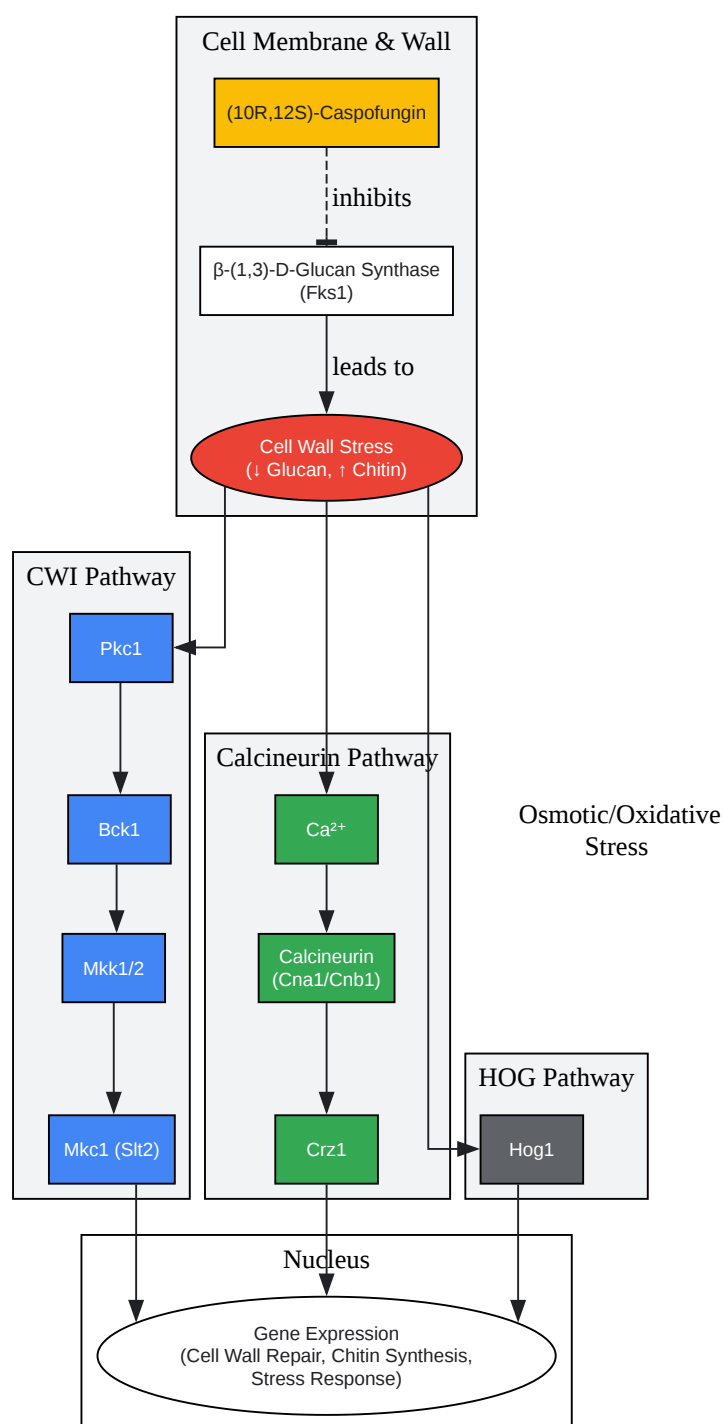 Cell Membrane & Wall
(10R,12S)-Caspofungin
inhibits
β-(1,3)-D-Glucan Synthase
(Fks1)
leads to
Cell Wall Stress
(↓ Glucan, ↑ Chitin)
CWI Pathway
Pkc1
Bck1
Mkk1/2
Mkc1 (Slt2)
Calcineurin Pathway
Ca²⁺
Calcineurin
(Cna1/Cnb1)
Crz1
Osmotic/Oxidative
Stress
HOG Pathway
Hog1
Nucleus
Gene Expression
(Cell Wall Repair, Chitin Synthesis,
Stress Response)